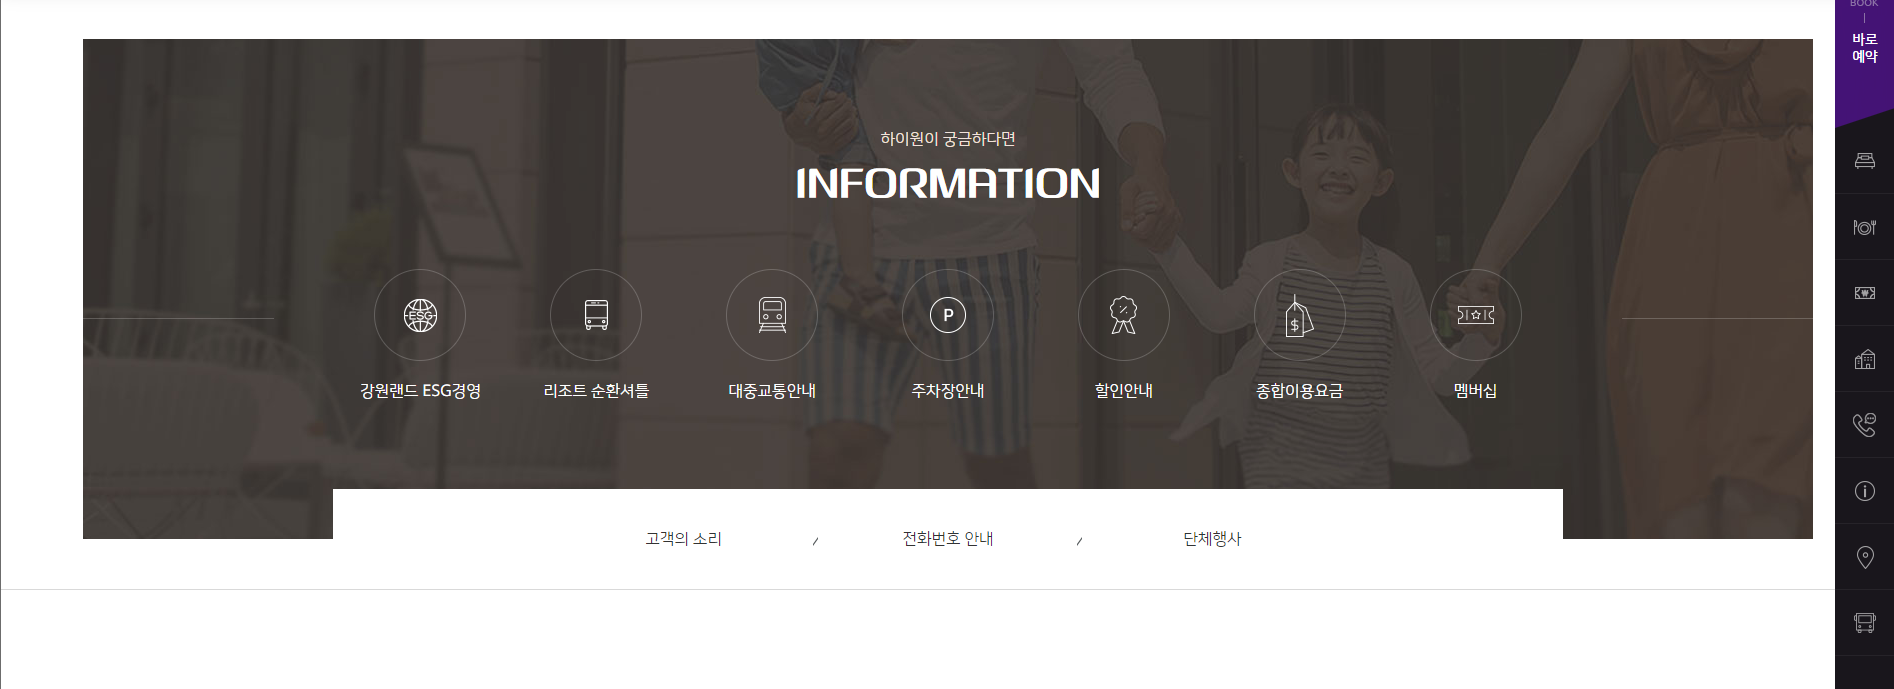 BOOK
바로
예약
하이원이 궁금하다면
INFORMATION
ESG
P
$
강원랜드 ESG경영
리조트 순환셔틀
대중교통안내
주차장안내
할인안내
종합이용요금
멤버십
고객의 소리
전화번호 안내
단체행사